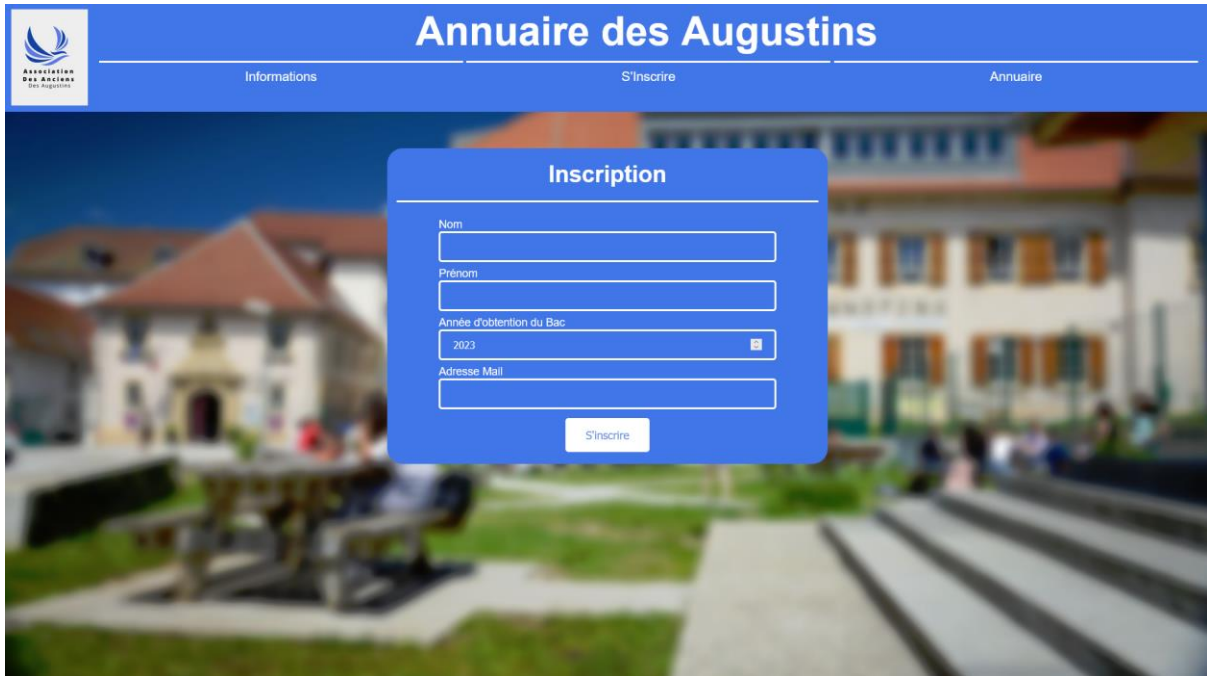 Annuaire des Augustins
Association
Des Anciens
Des Augustins
Informations
S'Inscrire
Annuaire
Inscription
Nom
Prénom
Année d'obtention du Bac
2023
Adresse Mail
S'inscrire